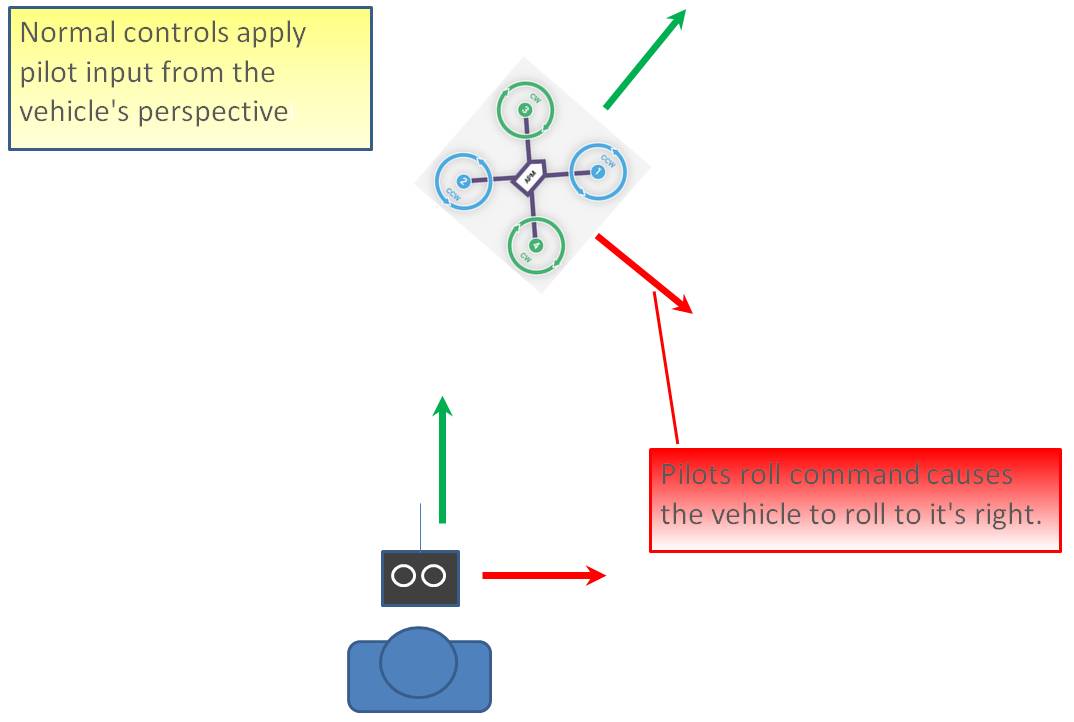 Normal controls apply
pilot input from the
vehicle's perspective
CW
3
CCW
1
2
CCW
APM
4
CW
Pilots roll command causes
the vehicle to roll to it's right.